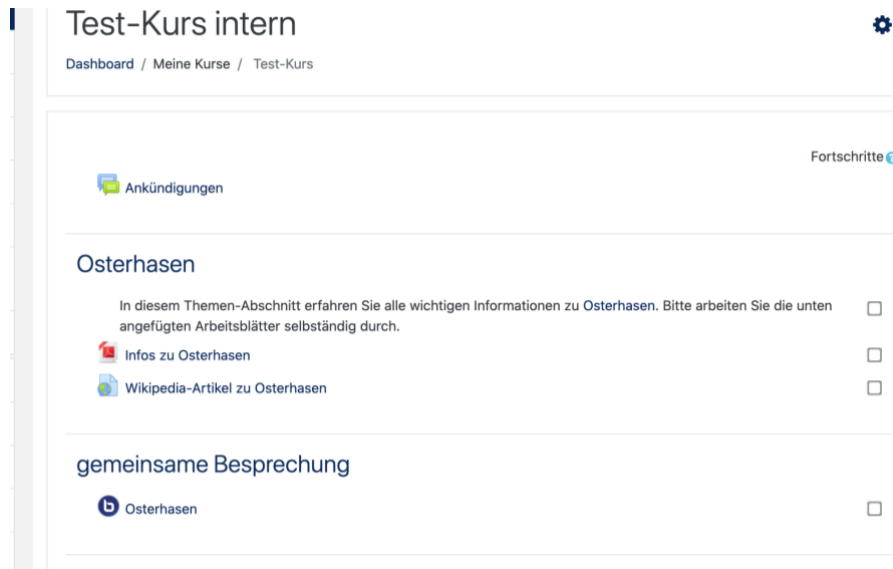 Test-Kurs intern
Dashboard / Meine Kurse / Test-Kurs
Fortschritte
Ankündigungen
Osterhasen
In diesem Themen-Abschnitt erfahren Sie alle wichtigen Informationen zu Osterhasen. Bitte arbeiten Sie die unten
angefügten Arbeitsblätter selbständig durch.
Infos zu Osterhasen
Wikipedia-Artikel zu Osterhasen
gemeinsame Besprechung
b
Osterhasen